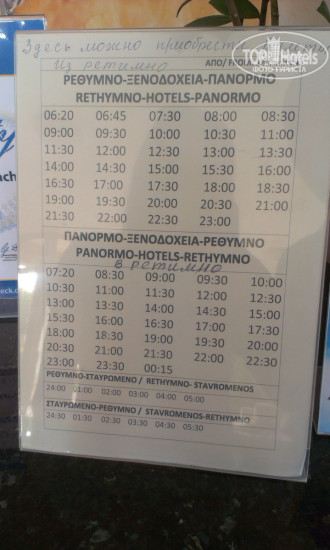 Здесь можно приобрести
TOPHotels
ФОТО ТУРИСТА
Из Ретимно
ΑΠΟ/
ΡΕΘΥΜΝΟ-ΞΕΝΟΔΟΧΕΙΑ-ΠΑΝΟΡΜΟ
RETHYMNO-HOTELS-PANORMO
06:20 06:45 07:30 08:00 08:30
09:00 09:30 10:00 10:30 11:00
11:30 12:00 12:30 13:00 13:30
14:00 14:30 15:00 15:30 16:00
16:30 17:00 17:30 18:00 18:30
19:00 19:30 20:00 20:30 21:00
21:30 22:00 22:30 23:00
ΠΑΝΟΡΜΟ-ΞΕΝΟΔΟΧΕΙΑ-ΡΕΘΥΜΝΟ
PANORMO-HOTELS-RETHYMNO
в Ретимно
07:20 08:30 09:00 09:30 10:00
10:30 11:00 11:30 12:00 12:30
13:00 13:30 14:00 14:30 15:00
15:30 16:00 16:30 17:00 17:30
18:00 18:30 19:00 19:30 20:00
20:30 21:00 21:30 22:00 22:30
23:00 23:30 00:15
ΡΕΘΥΜΝΟ-ΣΤΑΥΡΩΜΕΝΟ / RETHYMNO- STAVROMENOS
24:00 01:00 02:00 03:00 04:00 05:00
ΣΤΑΥΡΩΜΕΝΟ-ΡΕΘΥΜΝΟ / STAVROMENOS-RETHYMNO
24:30 01:30 02:30 03:30 04:30 05:30